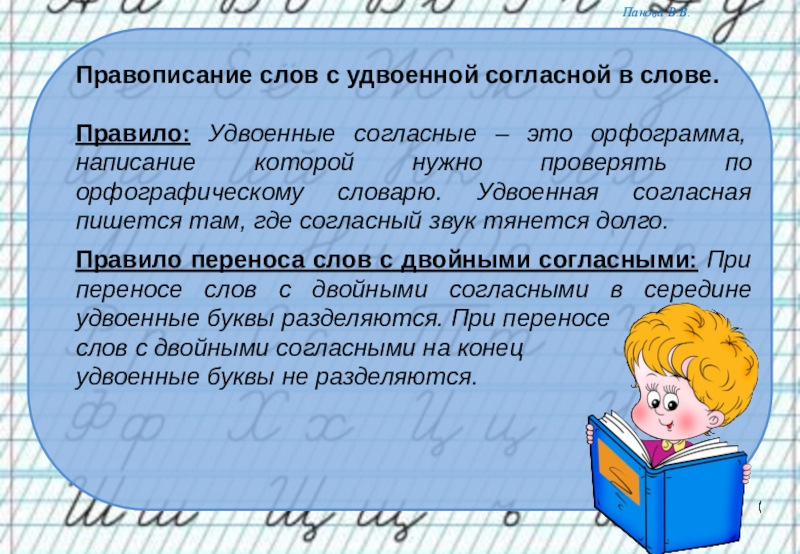 Панова В.В.
Правописание слов с удвоенной согласной в слове.
Правило: Удвоенные согласные – это орфограмма,
написание которой нужно проверять по
орфографическому словарю. Удвоенная согласная
пишется там, где согласный звук тянется долго.
Правило переноса слов с двойными согласными: При
переносе слов с двойными согласными в середине
удвоенные буквы разделяются. При переносе
слов с двойными согласными на конец
удвоенные буквы не разделяются.
Ф ф Х х Ц ц Ч
Ш ш Щ щ ъ